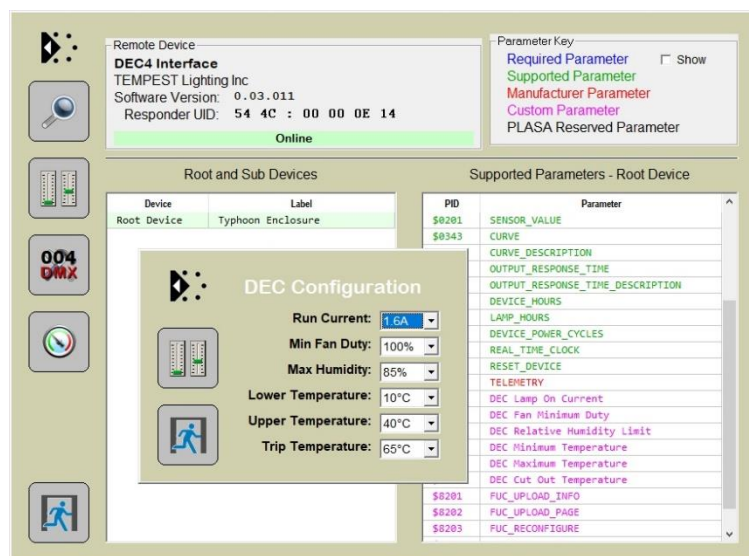 Remote Device
DEC4 Interface
TEMPEST Lighting Inc
Software Version: 0.03.011
Responder UID: 54 4C : 00 00 0E 14
Online
Parameter Key
Required Parameter
Show
Supported Parameter
Manufacturer Parameter
Custom Parameter
PLASA Reserved Parameter
004
DMX
Root and Sub Devices
Device Label
Root Device Typhoon Enclosure
Supported Parameters - Root Device
PID Parameter
$0201 SENSOR_VALUE
$0343 CURVE
CURVE_DESCRIPTION
OUTPUT_RESPONSE_TIME
OUTPUT_RESPONSE_TIME_DESCRIPTION
DEVICE_HOURS
LAMP_HOURS
DEVICE_POWER_CYCLES
REAL_TIME_CLOCK
RESET_DEVICE
TELEMETRY
DEC Lamp On Current
DEC Fan Minimum Duty
DEC Relative Humidity Limit
DEC Minimum Temperature
DEC Maximum Temperature
DEC Cut Out Temperature
$8201 FUC_UPLOAD_INFO
$8202 FUC_UPLOAD_PAGE
$8203 FUC_RECONFIGURE
DEC Configuration
Run Current: 1.6A
Min Fan Duty: 100%
Max Humidity: 85%
Lower Temperature: 10°C
Upper Temperature: 40°C
Trip Temperature: 65°C